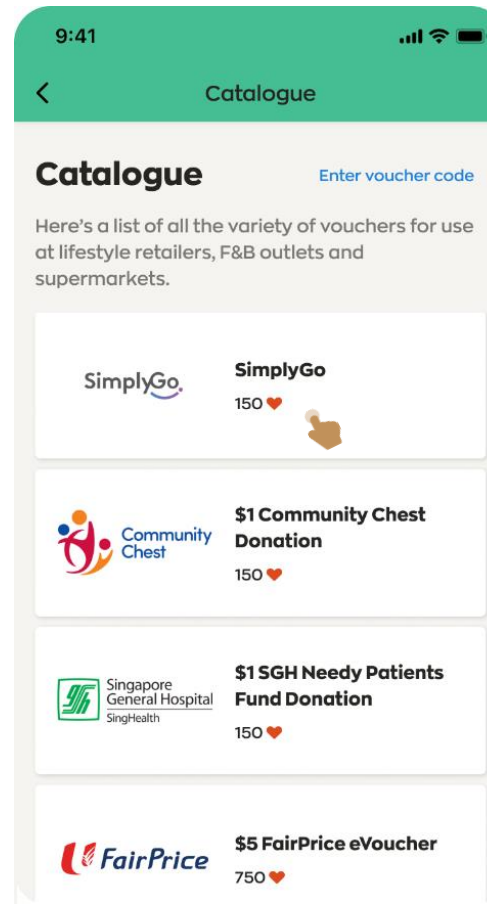 9:41
Catalogue
Catalogue
Enter voucher code
Here's a list of all the variety of vouchers for use
at lifestyle retailers, F&B outlets and
supermarkets.
SimplyGo.
SimplyGo
150
Community
Chest
$1 Community Chest
Donation
150
Singapore
General Hospital
SingHealth
$1 SGH Needy Patients
Fund Donation
150
FairPrice
$5 FairPrice eVoucher
750